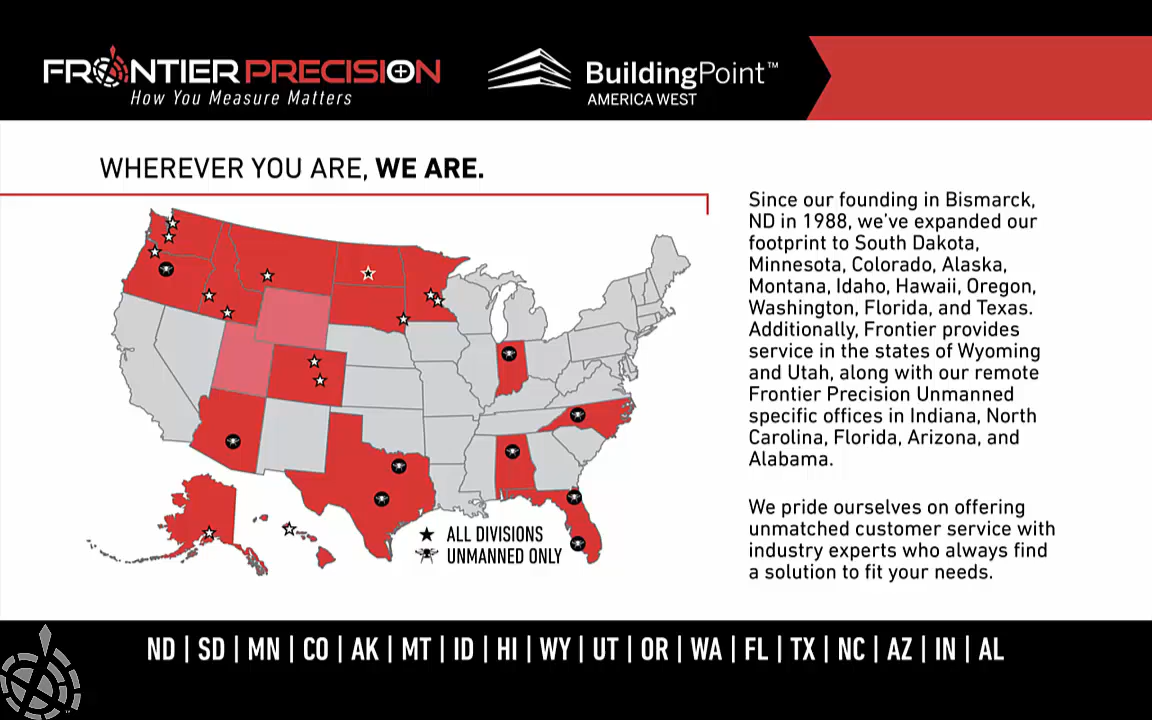 FRONTIER PRECISION
How You Measure Matters
BuildingPoint™
AMERICA WEST
WHEREVER YOU ARE, WE ARE.
Since our founding in Bismarck,
ND in 1988, we've expanded our
footprint to South Dakota,
Minnesota, Colorado, Alaska,
Montana, Idaho, Hawaii, Oregon,
Washington, Florida, and Texas.
Additionally, Frontier provides
service in the states of Wyoming
and Utah, along with our remote
Frontier Precision Unmanned
specific offices in Indiana, North
Carolina, Florida, Arizona, and
Alabama.
We pride ourselves on offering
unmatched customer service with
industry experts who always find
a solution to fit your needs.
ALL DIVISIONS
UNMANNED ONLY
ND | SD | MN | CO | AK | MT | ID | HI | WY | UT | OR | WA | FL | TX | NC | AZ | IN | AL